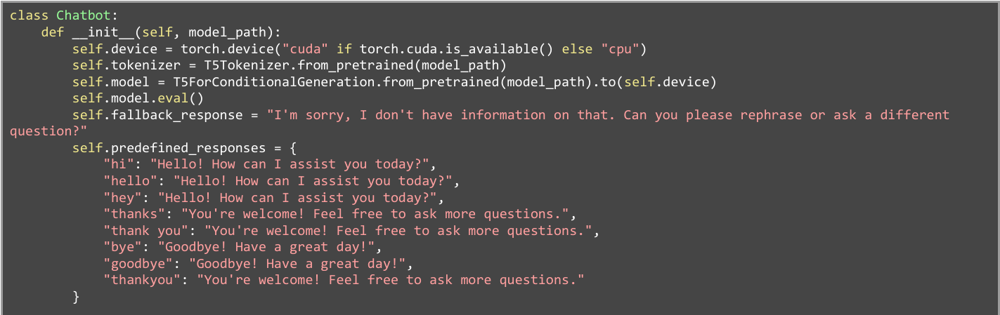 class Chatbot:
    def __init__(self, model_path):
        self.device = torch.device("cuda" if torch.cuda.is_available() else "cpu")
        self.tokenizer = T5Tokenizer.from_pretrained(model_path)
        self.model = T5ForConditionalGeneration.from_pretrained(model_path).to(self.device)
        self.model.eval()
        self.fallback_response = "I'm sorry, I don't have information on that. Can you please rephrase or ask a different
question?"
        self.predefined_responses = {
            "hi": "Hello! How can I assist you today?",
            "hello": "Hello! How can I assist you today?",
            "hey": "Hello! How can I assist you today?",
            "thanks": "You're welcome! Feel free to ask more questions.",
            "thank you": "You're welcome! Feel free to ask more questions.",
            "bye": "Goodbye! Have a great day!",
            "goodbye": "Goodbye! Have a great day!",
            "thankyou": "You're welcome! Feel free to ask more questions."
        }